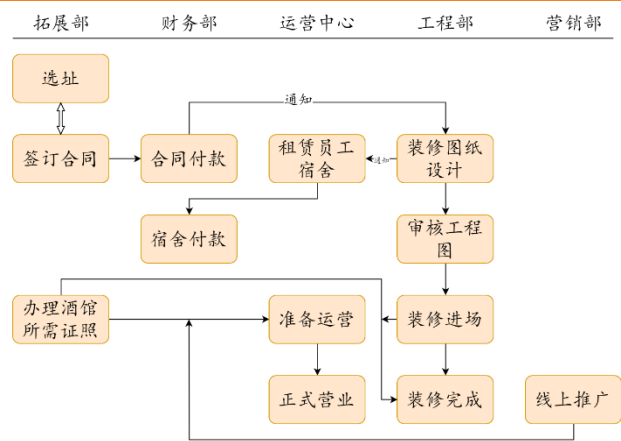 拓展部 财务部 运营中心 工程部 营销部
选址
通知
签订合同
合同付款
租赁员工
宿舍
通知
装修图纸
设计
宿舍付款
审核工程
图
办理酒馆
所需证照
准备运营
装修进场
正式营业
装修完成
线上推广